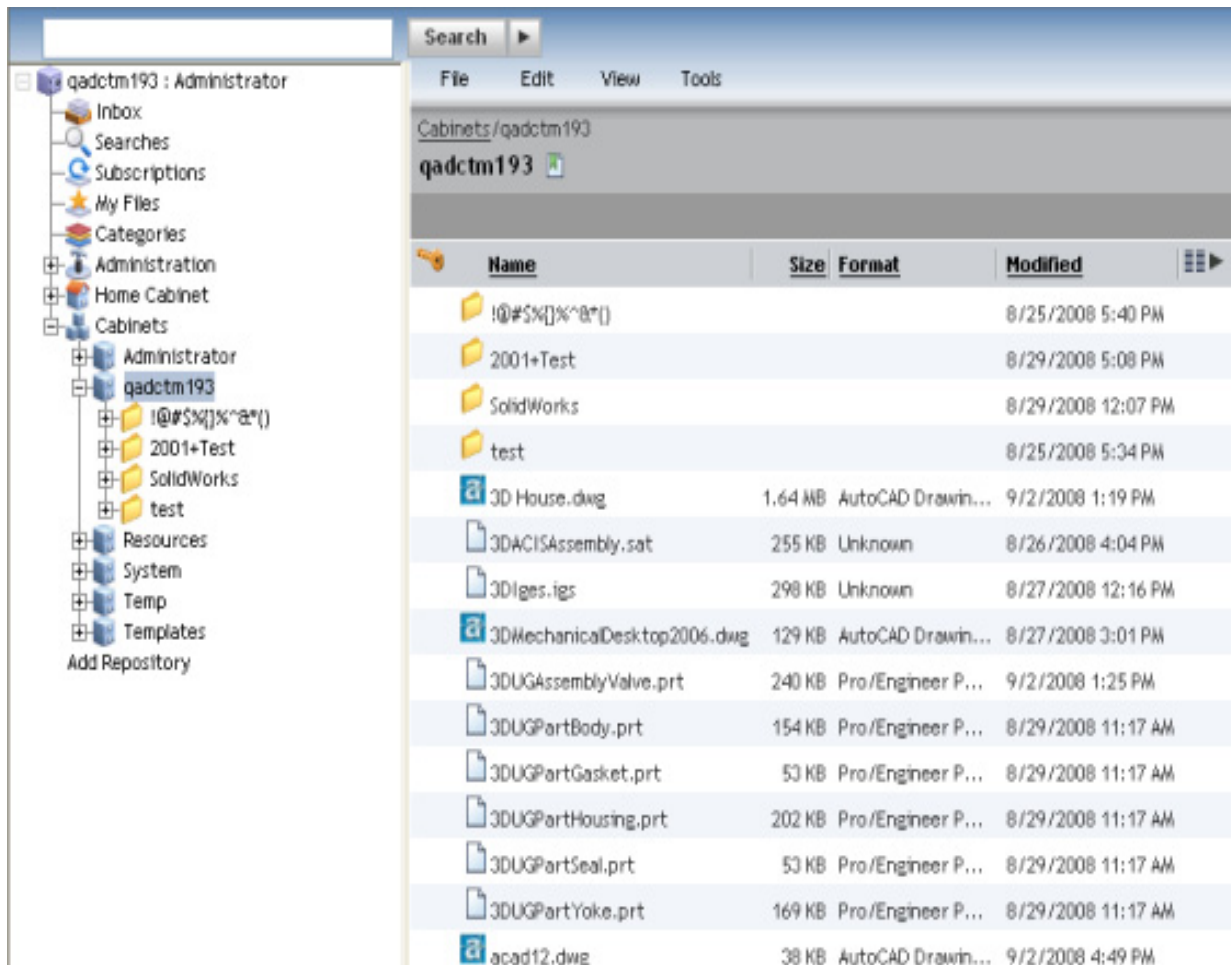 Search
qadctm193 : Administrator
Inbox
Searches
Subscriptions
My Files
Categories
Administration
Home Cabinet
Cabinets
Administrator
qadctm193
!@#$%{}%^&*()
2001+Test
SolidWorks
test
Resources
System
Temp
Templates
Add Repository
File Edit View Tools
Cabinets/qadctm193
qadctm193
Name Size Format Modified
!@#$%{}%^&*() 8/25/2008 5:40 PM
2001+Test 8/29/2008 5:08 PM
SolidWorks 8/29/2008 12:07 PM
test 8/25/2008 5:34 PM
3D House.dwg 1.64 MB AutoCAD Drawin... 9/2/2008 1:19 PM
3DACISAssembly.sat 255 KB Unknown 8/26/2008 4:04 PM
3DIges.igs 298 KB Unknown 8/27/2008 12:16 PM
3DMechanicalDesktop2006.dwg 129 KB AutoCAD Drawin... 8/27/2008 3:01 PM
3DUGAssemblyValve.prt 240 KB Pro/Engineer P... 9/2/2008 1:25 PM
3DUGPartBody.prt 154 KB Pro/Engineer P... 8/29/2008 11:17 AM
3DUGPartGasket.prt 53 KB Pro/Engineer P... 8/29/2008 11:17 AM
3DUGPartHousing.prt 202 KB Pro/Engineer P... 8/29/2008 11:17 AM
3DUGPartSeal.prt 53 KB Pro/Engineer P... 8/29/2008 11:17 AM
3DUGPartYoke.prt 169 KB Pro/Engineer P... 8/29/2008 11:17 AM
acad12.dwg 38 KB AutoCAD Drawin... 9/2/2008 4:49 PM